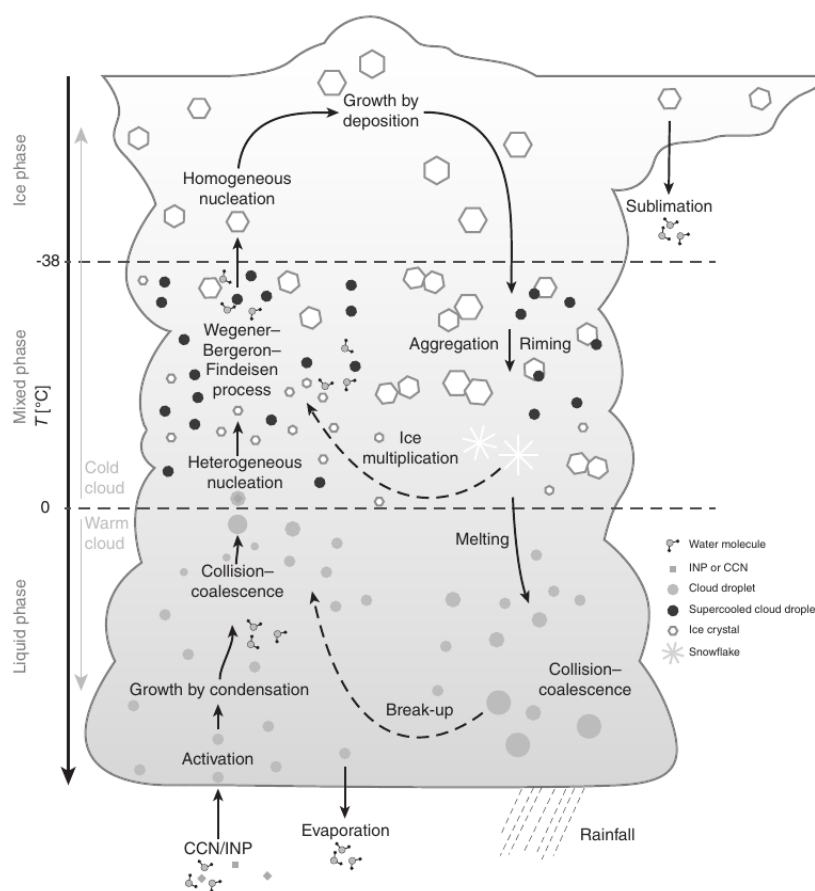 Growth by
deposition
Ice phase
Homogeneous
nucleation
Sublimation
-38
Wegener–
Bergeron–
Findeisen
process
Aggregation
Riming
Mixed phase
T [°C]
Ice
multiplication
Heterogeneous
nucleation
Cold
cloud
0
Warm
cloud
Melting
Water molecule
INP or CCN
Cloud droplet
Supercooled cloud droplet
Ice crystal
Snowflake
Collision–
coalescence
Liquid phase
Growth by condensation
Collision–
coalescence
Break-up
Activation
Evaporation
Rainfall
CCN/INP